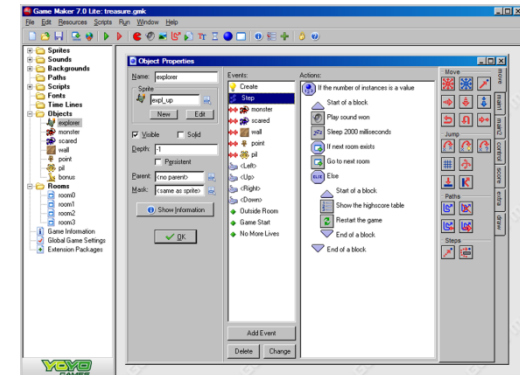 Game Maker 7.0 Lite: treasure.gmk
File Edit Resources Scripts Run Window Help
Sprites
Sounds
Backgrounds
Paths
Scripts
Fonts
Time Lines
Objects
explorer
monster
scared
wall
point
pil
bonus
Rooms
room0
room1
room2
room3
Game Information
Global Game Settings
Extension Packages
YOYO
GAMES
Object Properties
Name: explorer
Sprite
expl_up
New Edit
Visible Solid
Depth: -1
Persistent
Parent: <no parent>
Mask: <same as sprite>
Show Information
OK
Events:
Create
Step
monster
scared
wall
point
pil
<Left>
<Up>
<Right>
<Down>
Outside Room
Game Start
No More Lives
Add Event
Delete Change
Actions:
If the number of instances is a value
Start of a block
Play sound won
Sleep 2000 milliseconds
If next room exists
Go to next room
Else
Start of a block
Show the highscore table
Restart the game
End of a block
End of a block
Move
Jump
Paths
Steps
move
main1
main2
control
score
extra
draw